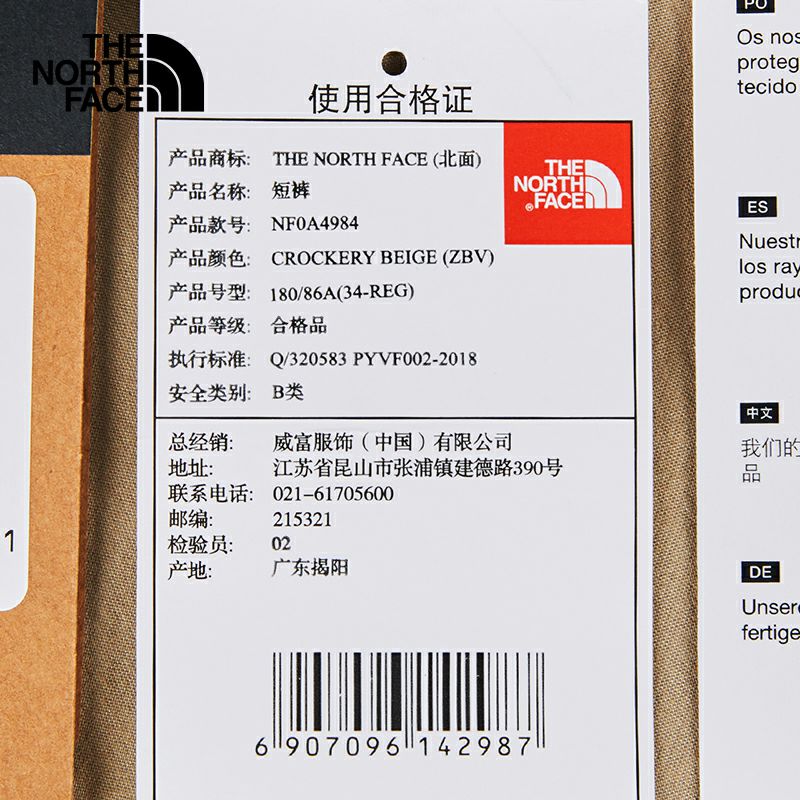 THE
NORTH
FACE
使用合格证
产品商标: THE NORTH FACE (北面)
产品名称: 短裤
产品款号: NF0A4984
产品颜色: CROCKERY BEIGE (ZBV)
产品号型: 180/86A(34-REG)
产品等级: 合格品
执行标准: Q/320583 PYVF002-2018
安全类别: B类
THE
NORTH
FACE
®
总经销: 威富服饰（中国）有限公司
地址: 江苏省昆山市张浦镇建德路390号
联系电话: 021-61705600
邮编: 215321
检验员: 02
产地: 广东揭阳
6 907096 142987
1
PO
Os nos
proteg
tecido
ES
Nuestr
los ray
produc
中文
我们的
品
DE
Unsere
fertige